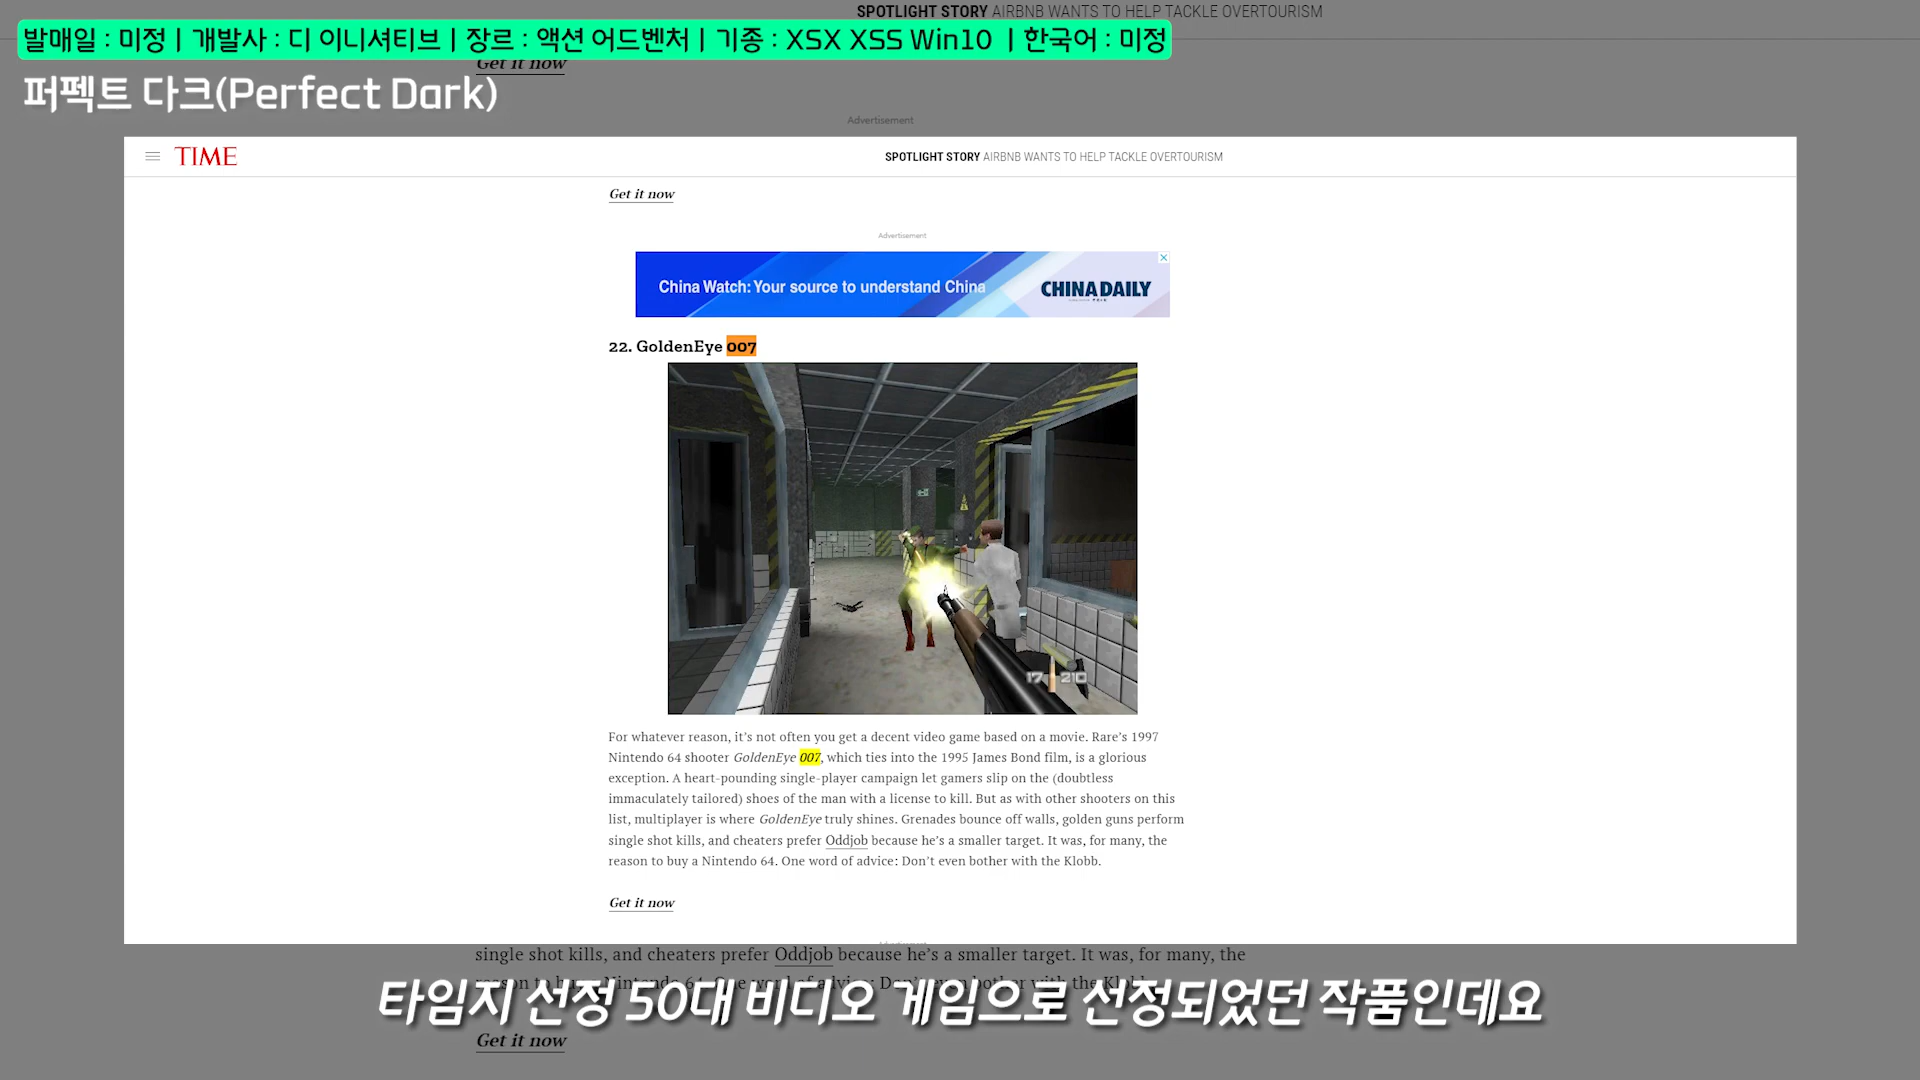 SPOTLIGHT STORY AIRBNB WANTS TO HELP TACKLE OVERTOURISM
발매일 : 미정 | 개발사 : 디 이니셔티브 | 장르 : 액션 어드벤처 | 기종 : XSX XSS Win10 | 한국어 : 미정
Get it now
퍼펙트 다크(Perfect Dark)
Advertisement
TIME
SPOTLIGHT STORY AIRBNB WANTS TO HELP TACKLE OVERTOURISM
Get it now
Advertisement
China Watch: Your source to understand China
CHINA DAILY
22. GoldenEye 007
17 210
For whatever reason, it's not often you get a decent video game based on a movie. Rare's 1997
Nintendo 64 shooter GoldenEye 007, which ties into the 1995 James Bond film, is a glorious
exception. A heart-pounding single-player campaign let gamers slip on the (doubtless
immaculately tailored) shoes of the man with a license to kill. But as with other shooters on this
list, multiplayer is where GoldenEye truly shines. Grenades bounce off walls, golden guns perform
single shot kills, and cheaters prefer Oddjob because he's a smaller target. It was, for many, the
reason to buy a Nintendo 64. One word of advice: Don't even bother with the Klobb.
Get it now
single shot kills, and cheaters prefer Oddjob because he's a smaller target. It was, for many, the
타임지 선정 50대 비디오 게임으로 선정되었던 작품인데요
Get it now